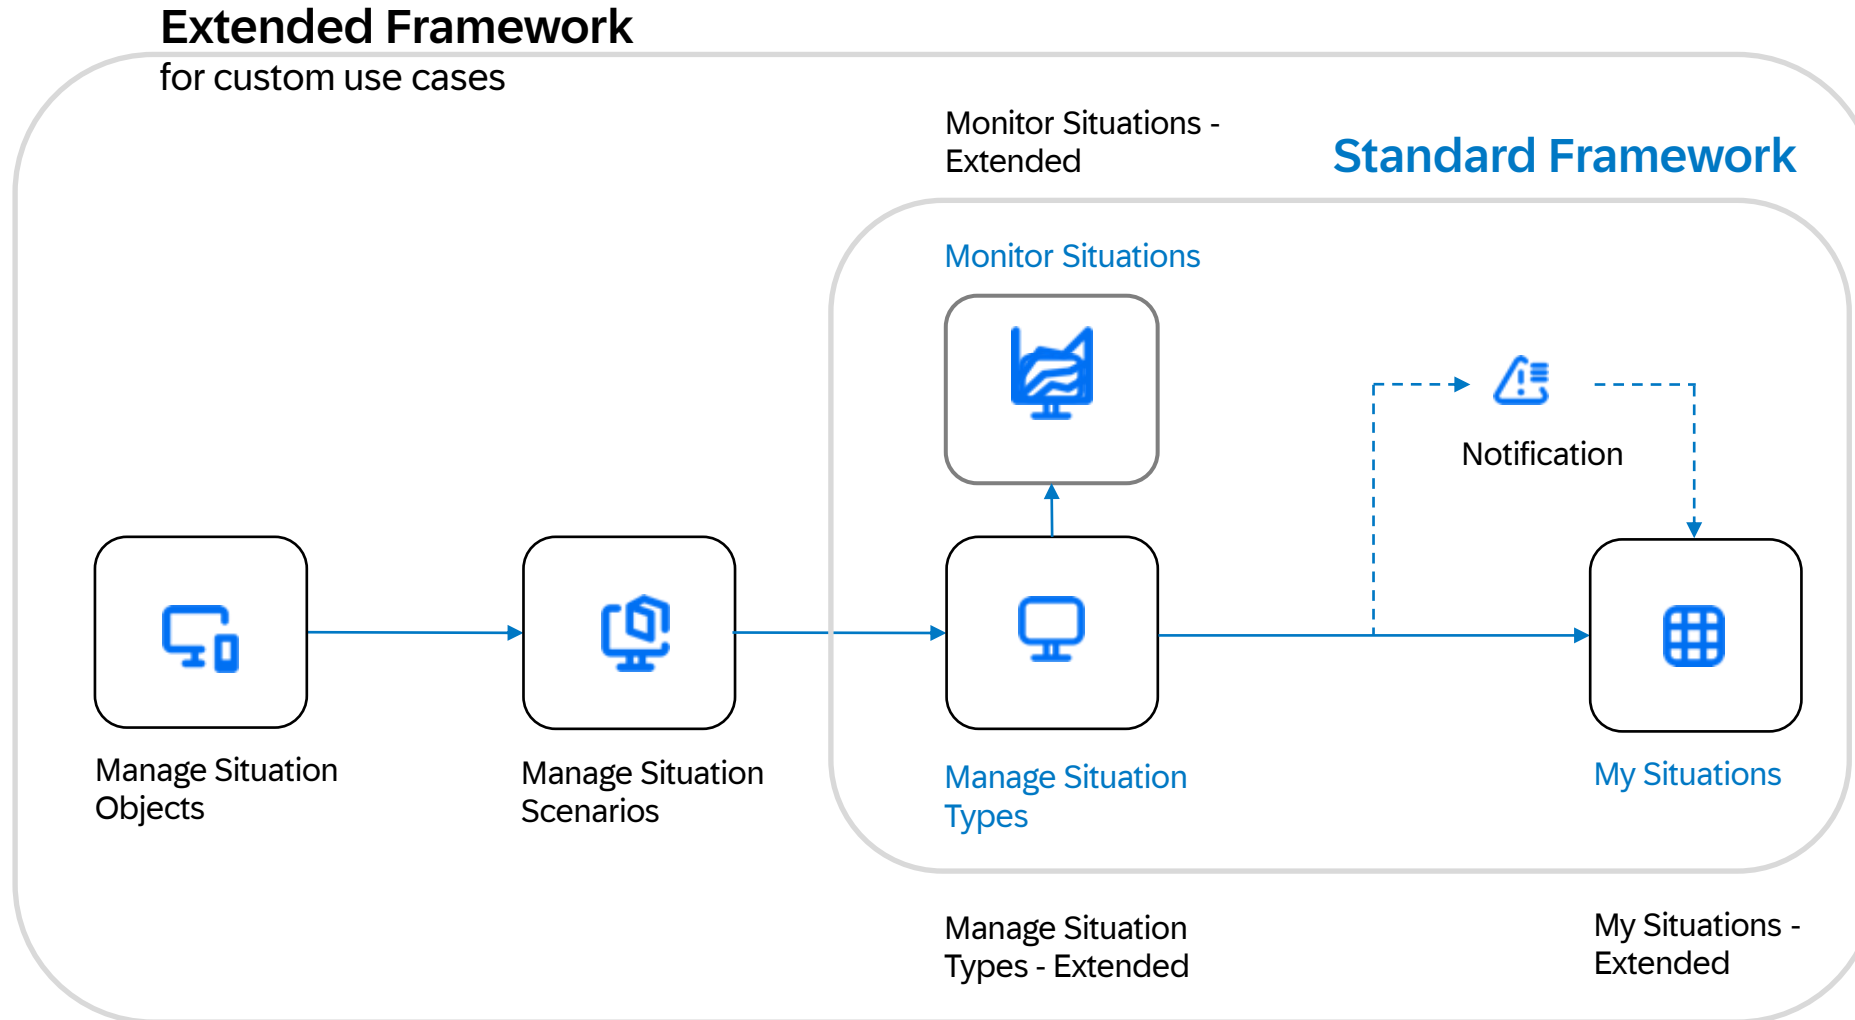 Extended Framework
for custom use cases
Monitor Situations -
Extended
Standard Framework
Monitor Situations
Notification
Manage Situation
Objects
Manage Situation
Scenarios
Manage Situation
Types
My Situations
Manage Situation
Types - Extended
My Situations -
Extended